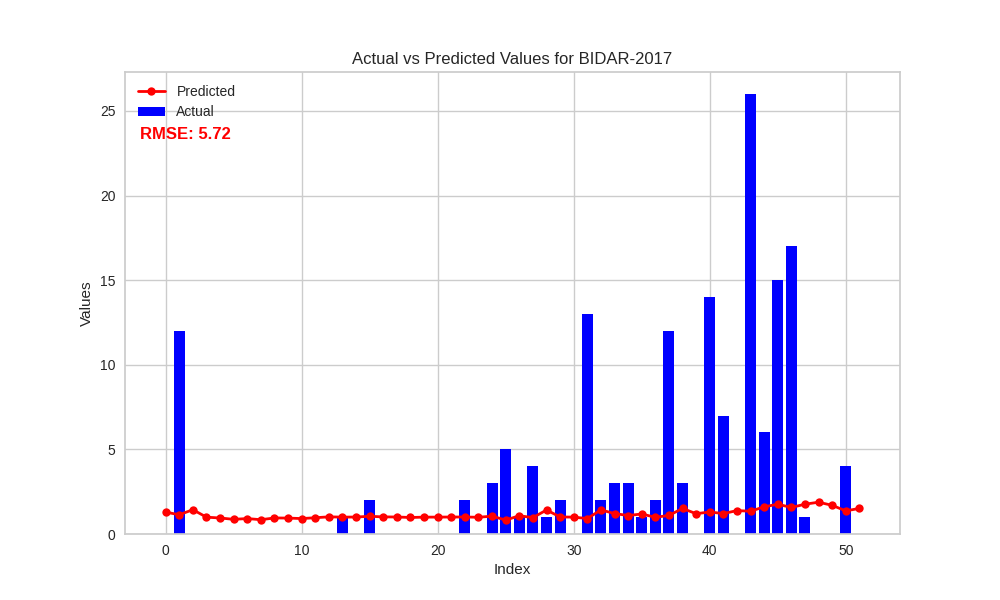 Actual vs Predicted Values for BIDAR-2017
Predicted
Actual
RMSE: 5.72
25
20
15
10
5
0
Values
0 10 20 30 40 50
Index